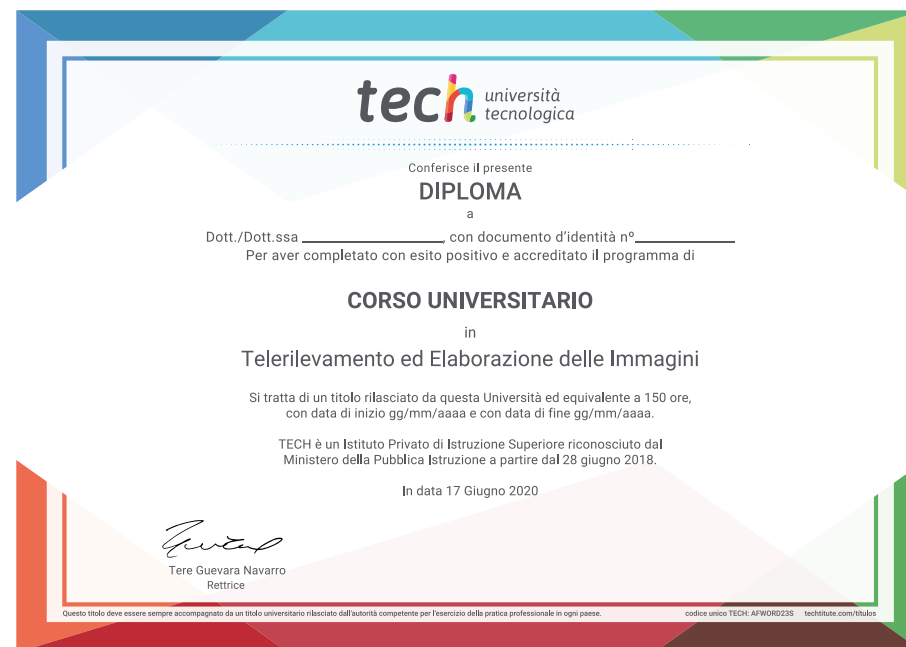 tech università
tecnologica
Conferisce il presente
DIPLOMA
a
Dott./Dott.ssa ____________________, con documento d'identità nº______________
Per aver completato con esito positivo e accreditato il programma di
CORSO UNIVERSITARIO
in
Telerilevamento ed Elaborazione delle Immagini
Si tratta di un titolo rilasciato da questa Università ed equivalente a 150 ore,
con data di inizio gg/mm/aaaa e con data di fine gg/mm/aaaa.
TECH è un Istituto Privato di Istruzione Superiore riconosciuto dal
Ministero della Pubblica Istruzione a partire dal 28 giugno 2018.
In data 17 Giugno 2020
Tere Guevara Navarro
Rettrice
Questo titolo deve essere sempre accompagnato da un titolo universitario rilasciato dall'autorità competente per l'esercizio della pratica professionale in ogni paese. codice unico TECH: AFWORD23S techtitute.com/títulos